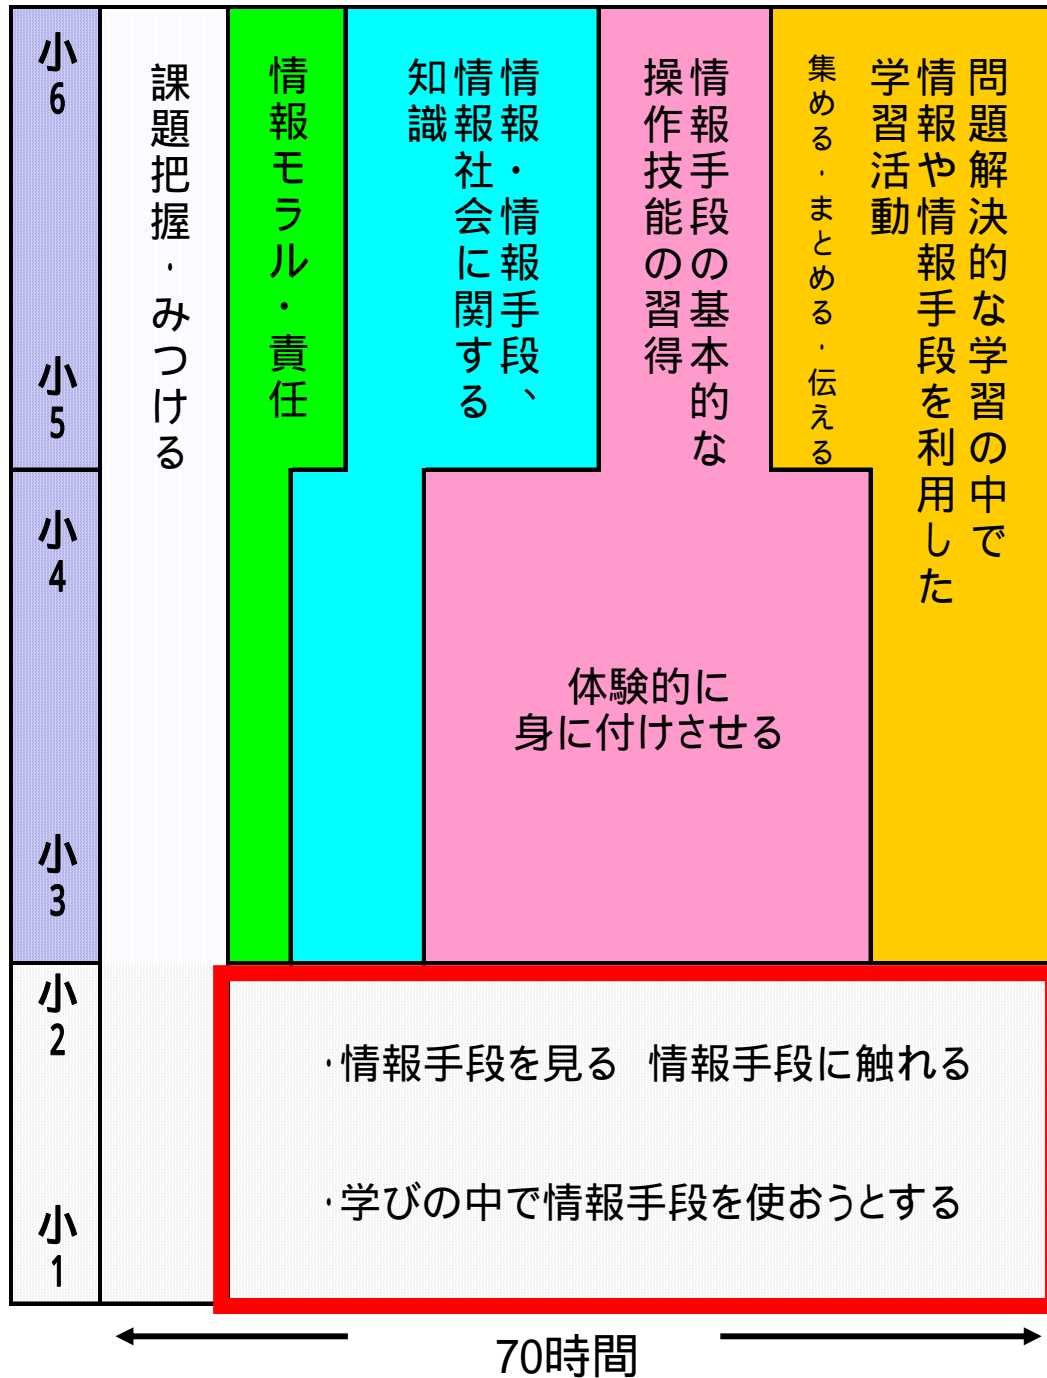 小6
小5
小4
小3
小2
小1
課題把握・みつける
情報モラル・責任
情報・情報手段、
情報社会に関する
知識
情報手段の基本的な
操作技能の習得
問題解決的な学習の中で
情報や情報手段を利用した
学習活動
集める・まとめる・伝える
体験的に
身に付けさせる
・情報手段を見る 情報手段に触れる
・学びの中で情報手段を使おうとする
70時間